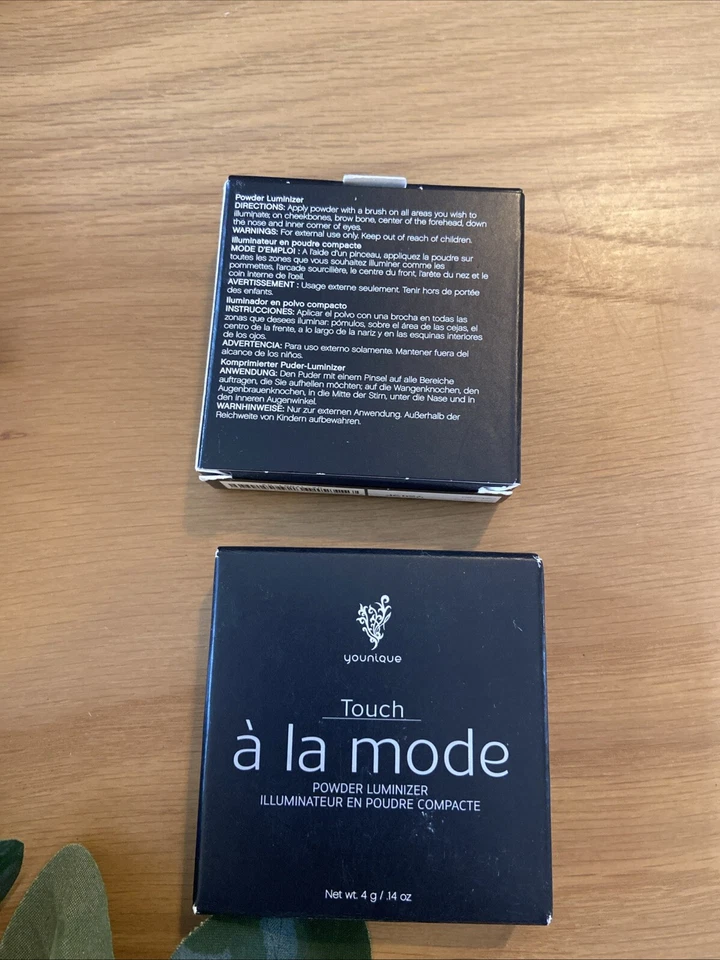 Powder Luminizer
DIRECTIONS: Apply powder with a brush on all areas you wish to
illuminate; on cheekbones, brow bone, center of the forehead, down
the nose and inner corner of eyes.
WARNINGS: For external use only. Keep out of reach of children.
Illuminateur en poudre compacte
MODE D'EMPLOI : A l'aide d'un pinceau, appliquez la poudre sur
toutes les zones que vous souhaitez illuminer comme les
pommettes, l'arcade sourcilière, le centre du front, l'arête du nez et le
coin interne de l'œil.
AVERTISSEMENT : Usage externe seulement. Tenir hors de portée
des enfants.
Iluminador en polvo compacto
INSTRUCCIONES: Aplicar el polvo con una brocha en todas las
zonas que desees iluminar: pómulos, sobre el área de las cejas, el
centro de la frente, a lo largo de la nariz y en las esquinas interiores
de los ojos.
ADVERTENCIA: Para uso externo solamente. Mantener fuera del
alcance de los niños.
Komprimierter Puder-Luminizer
ANWENDUNG: Den Puder mit einem Pinsel auf alle Bereiche
auftragen, die Sie aufhellen möchten; auf die Wangenknochen, den
Augenbrauenknochen, in die Mitte der Stirn, unter die Nase und in
den inneren Augenwinkel.
WARNHINWEISE: Nur zur externen Anwendung. Außerhalb der
Reichweite von Kindern aufbewahren.
younique
Touch
à la mode
POWDER LUMINIZER
ILLUMINATEUR EN POUDRE COMPACTE
Net wt. 4 g / .14 oz